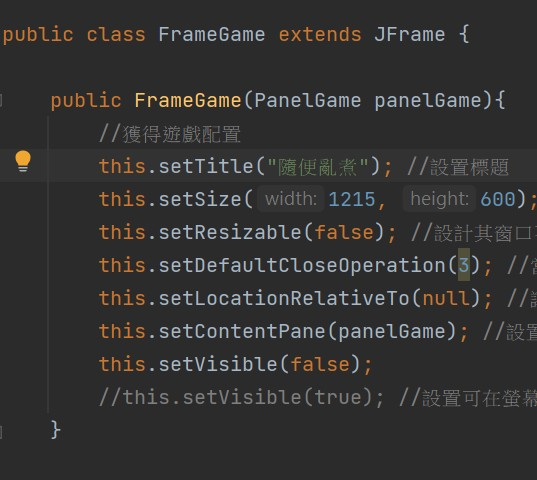 public class FrameGame extends JFrame {
public FrameGame(PanelGame panelGame){
//獲得遊戲配置
this.setTitle("隨便亂煮"); //設置標題
this.setSize( width: 1215, height: 600);
this.setResizable(false); //設計其窗口
this.setDefaultCloseOperation(3); //
this.setLocationRelativeTo(null); //
this.setContentPane(panelGame); //設置
this.setVisible(false);
//this.setVisible(true); //設置可在螢幕
}